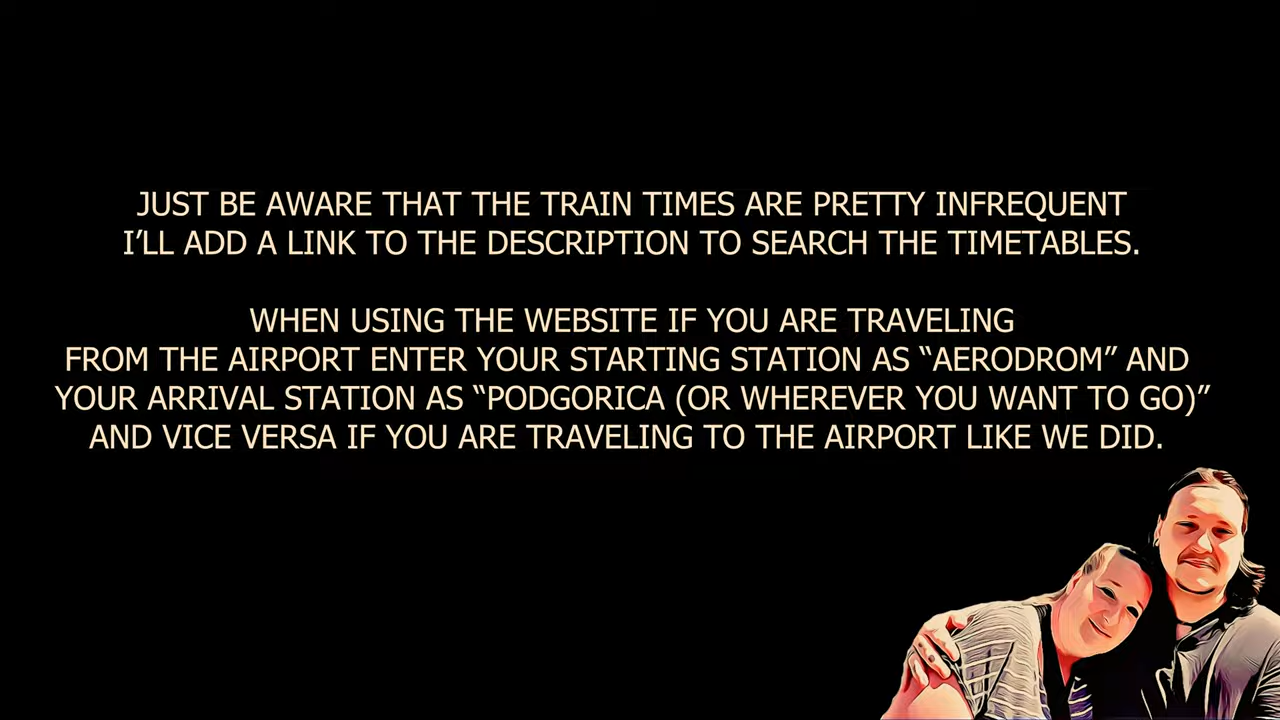 JUST BE AWARE THAT THE TRAIN TIMES ARE PRETTY INFREQUENT
I’LL ADD A LINK TO THE DESCRIPTION TO SEARCH THE TIMETABLES.
WHEN USING THE WEBSITE IF YOU ARE TRAVELING
FROM THE AIRPORT ENTER YOUR STARTING STATION AS “AERODROM” AND
YOUR ARRIVAL STATION AS “PODGORICA (OR WHEREVER YOU WANT TO GO)”
AND VICE VERSA IF YOU ARE TRAVELING TO THE AIRPORT LIKE WE DID.